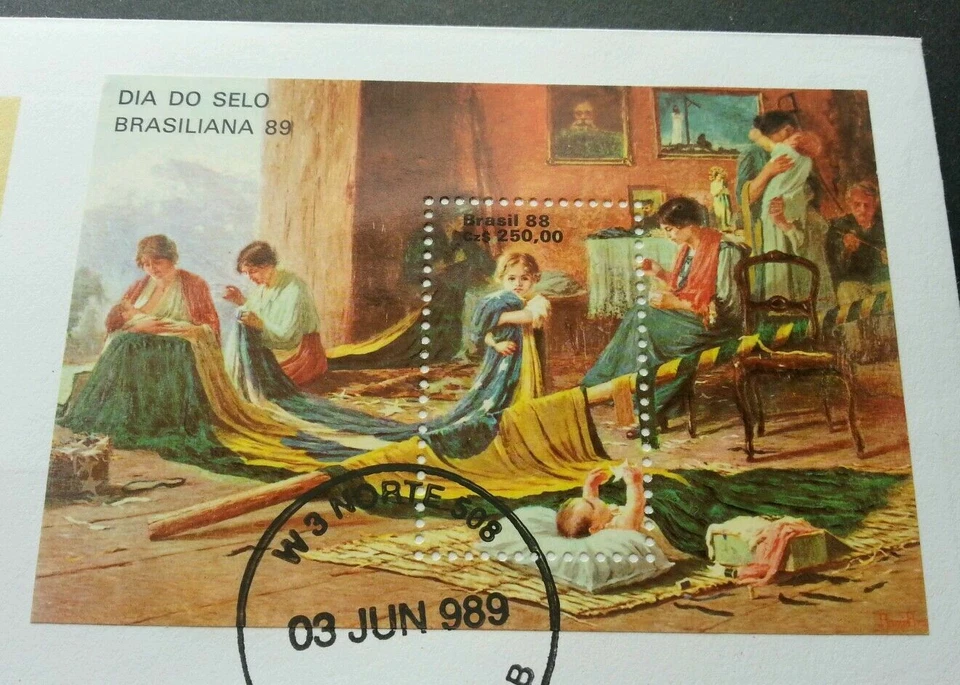 DIA DO SELO
BRASILIANA 89
Brasil 88
Cz$ 250,00
W3 NORTE 508
03 JUN 989
B